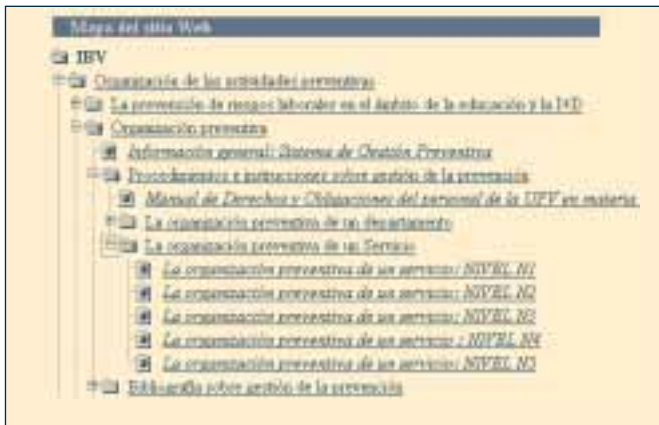 Mapa del sitio Web
IBV
Organización de las actividades preventivas
La prevención de riesgos laborales en el ámbito de la educación y la I+D
Organización preventiva
Información general: Sistema de Gestión Preventiva
Procedimientos e instrucciones sobre gestión de la prevención
Manual de Derechos y Obligaciones del personal de la UPV en materia
La organización preventiva de un departamento
La organización preventiva de un Servicio
La organización preventiva de un servicio: NIVEL N1
La organización preventiva de un servicio: NIVEL N2
La organización preventiva de un servicio: NIVEL N3
La organización preventiva de un servicio : NIVEL N4
La organización preventiva de un servicio: NIVEL N5
Bibliografía sobre gestión de la prevención